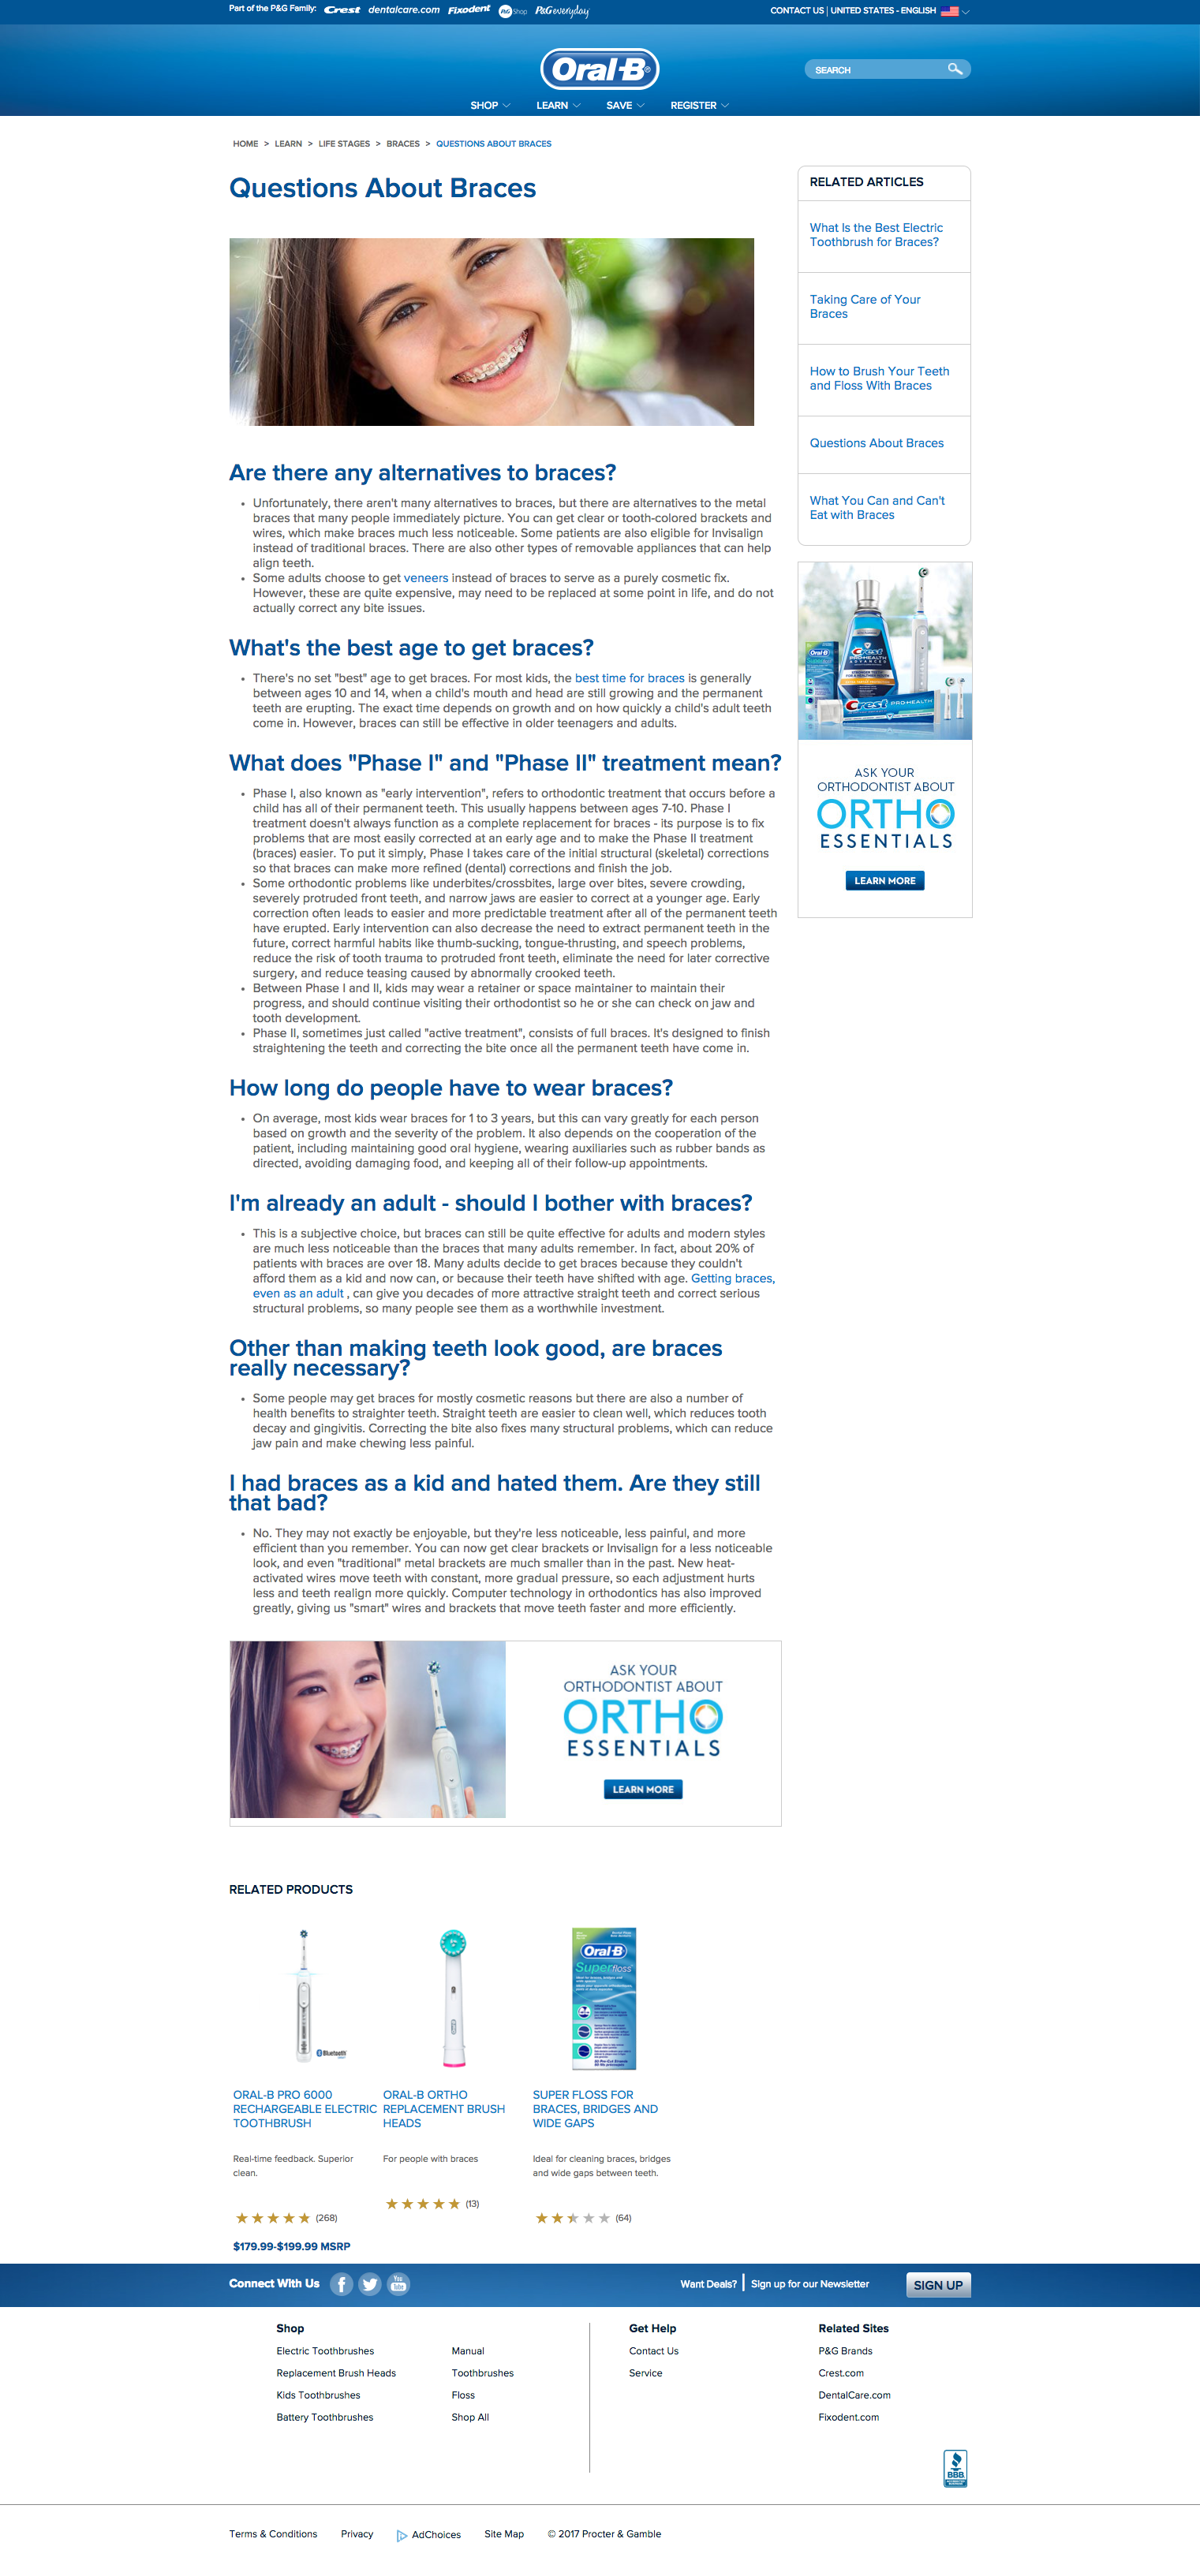 Part of the P&G Family: Crest dentalcare.com Fixodent P&G Shop P&G everyday
CONTACT US | UNITED STATES - ENGLISH
Oral-B®
SEARCH
SHOP LEARN SAVE REGISTER
HOME > LEARN > LIFE STAGES > BRACES > QUESTIONS ABOUT BRACES
Questions About Braces
Are there any alternatives to braces?
• Unfortunately, there aren't many alternatives to braces, but there are alternatives to the metal
braces that many people immediately picture. You can get clear or tooth-colored brackets and
wires, which make braces much less noticeable. Some patients are also eligible for Invisalign
instead of traditional braces. There are also other types of removable appliances that can help
align teeth.
• Some adults choose to get veneers instead of braces to serve as a purely cosmetic fix.
However, these are quite expensive, may need to be replaced at some point in life, and do not
actually correct any bite issues.
What's the best age to get braces?
• There's no set "best" age to get braces. For most kids, the best time for braces is generally
between ages 10 and 14, when a child's mouth and head are still growing and the permanent
teeth are erupting. The exact time depends on growth and on how quickly a child's adult teeth
come in. However, braces can still be effective in older teenagers and adults.
What does "Phase I" and "Phase II" treatment mean?
• Phase I, also known as "early intervention", refers to orthodontic treatment that occurs before a
child has all of their permanent teeth. This usually happens between ages 7-10. Phase I
treatment doesn't always function as a complete replacement for braces - its purpose is to fix
problems that are most easily corrected at an early age and to make the Phase II treatment
(braces) easier. To put it simply, Phase I takes care of the initial structural (skeletal) corrections
so that braces can make more refined (dental) corrections and finish the job.
• Some orthodontic problems like underbites/crossbites, large over bites, severe crowding,
severely protruded front teeth, and narrow jaws are easier to correct at a younger age. Early
correction often leads to easier and more predictable treatment after all of the permanent teeth
have erupted. Early intervention can also decrease the need to extract permanent teeth in the
future, correct harmful habits like thumb-sucking, tongue-thrusting, and speech problems,
reduce the risk of tooth trauma to protruded front teeth, eliminate the need for later corrective
surgery, and reduce teasing caused by abnormally crooked teeth.
• Between Phase I and II, kids may wear a retainer or space maintainer to maintain their
progress, and should continue visiting their orthodontist so he or she can check on jaw and
tooth development.
• Phase II, sometimes just called "active treatment", consists of full braces. It's designed to finish
straightening the teeth and correcting the bite once all the permanent teeth have come in.
How long do people have to wear braces?
• On average, most kids wear braces for 1 to 3 years, but this can vary greatly for each person
based on growth and the severity of the problem. It also depends on the cooperation of the
patient, including maintaining good oral hygiene, wearing auxiliaries such as rubber bands as
directed, avoiding damaging food, and keeping all of their follow-up appointments.
I'm already an adult - should I bother with braces?
• This is a subjective choice, but braces can still be quite effective for adults and modern styles
are much less noticeable than the braces that many adults remember. In fact, about 20% of
patients with braces are over 18. Many adults decide to get braces because they couldn't
afford them as a kid and now can, or because their teeth have shifted with age. Getting braces,
even as an adult , can give you decades of more attractive straight teeth and correct serious
structural problems, so many people see them as a worthwhile investment.
Other than making teeth look good, are braces
really necessary?
• Some people may get braces for mostly cosmetic reasons but there are also a number of
health benefits to straighter teeth. Straight teeth are easier to clean well, which reduces tooth
decay and gingivitis. Correcting the bite also fixes many structural problems, which can reduce
jaw pain and make chewing less painful.
I had braces as a kid and hated them. Are they still
that bad?
• No. They may not exactly be enjoyable, but they're less noticeable, less painful, and more
efficient than you remember. You can now get clear brackets or Invisalign for a less noticeable
look, and even "traditional" metal brackets are much smaller than in the past. New heat-
activated wires move teeth with constant, more gradual pressure, so each adjustment hurts
less and teeth realign more quickly. Computer technology in orthodontics has also improved
greatly, giving us "smart" wires and brackets that move teeth faster and more efficiently.
ASK YOUR
ORTHODONTIST ABOUT
ORTHO
ESSENTIALS
LEARN MORE
RELATED ARTICLES
What Is the Best Electric
Toothbrush for Braces?
Taking Care of Your
Braces
How to Brush Your Teeth
and Floss With Braces
Questions About Braces
What You Can and Can't
Eat with Braces
Oral-B
Crest
PRO-HEALTH
ADVANCED
Crest PRO-HEALTH
ASK YOUR
ORTHODONTIST ABOUT
ORTHO
ESSENTIALS
LEARN MORE
RELATED PRODUCTS
Bluetooth
Oral-B
Oral-B
Superfloss
ORAL-B PRO 6000
RECHARGEABLE ELECTRIC
TOOTHBRUSH
Real-time feedback. Superior
clean.
(268)
$179.99-$199.99 MSRP
ORAL-B ORTHO
REPLACEMENT BRUSH
HEADS
For people with braces
(13)
SUPER FLOSS FOR
BRACES, BRIDGES AND
WIDE GAPS
Ideal for cleaning braces, bridges
and wide gaps between teeth.
(64)
Connect With Us
You Tube
Want Deals? | Sign up for our Newsletter
SIGN UP
Shop
Electric Toothbrushes
Replacement Brush Heads
Kids Toothbrushes
Battery Toothbrushes
Manual
Toothbrushes
Floss
Shop All
Get Help
Contact Us
Service
Related Sites
P&G Brands
Crest.com
DentalCare.com
Fixodent.com
BBB
Terms & Conditions Privacy AdChoices Site Map © 2017 Procter & Gamble